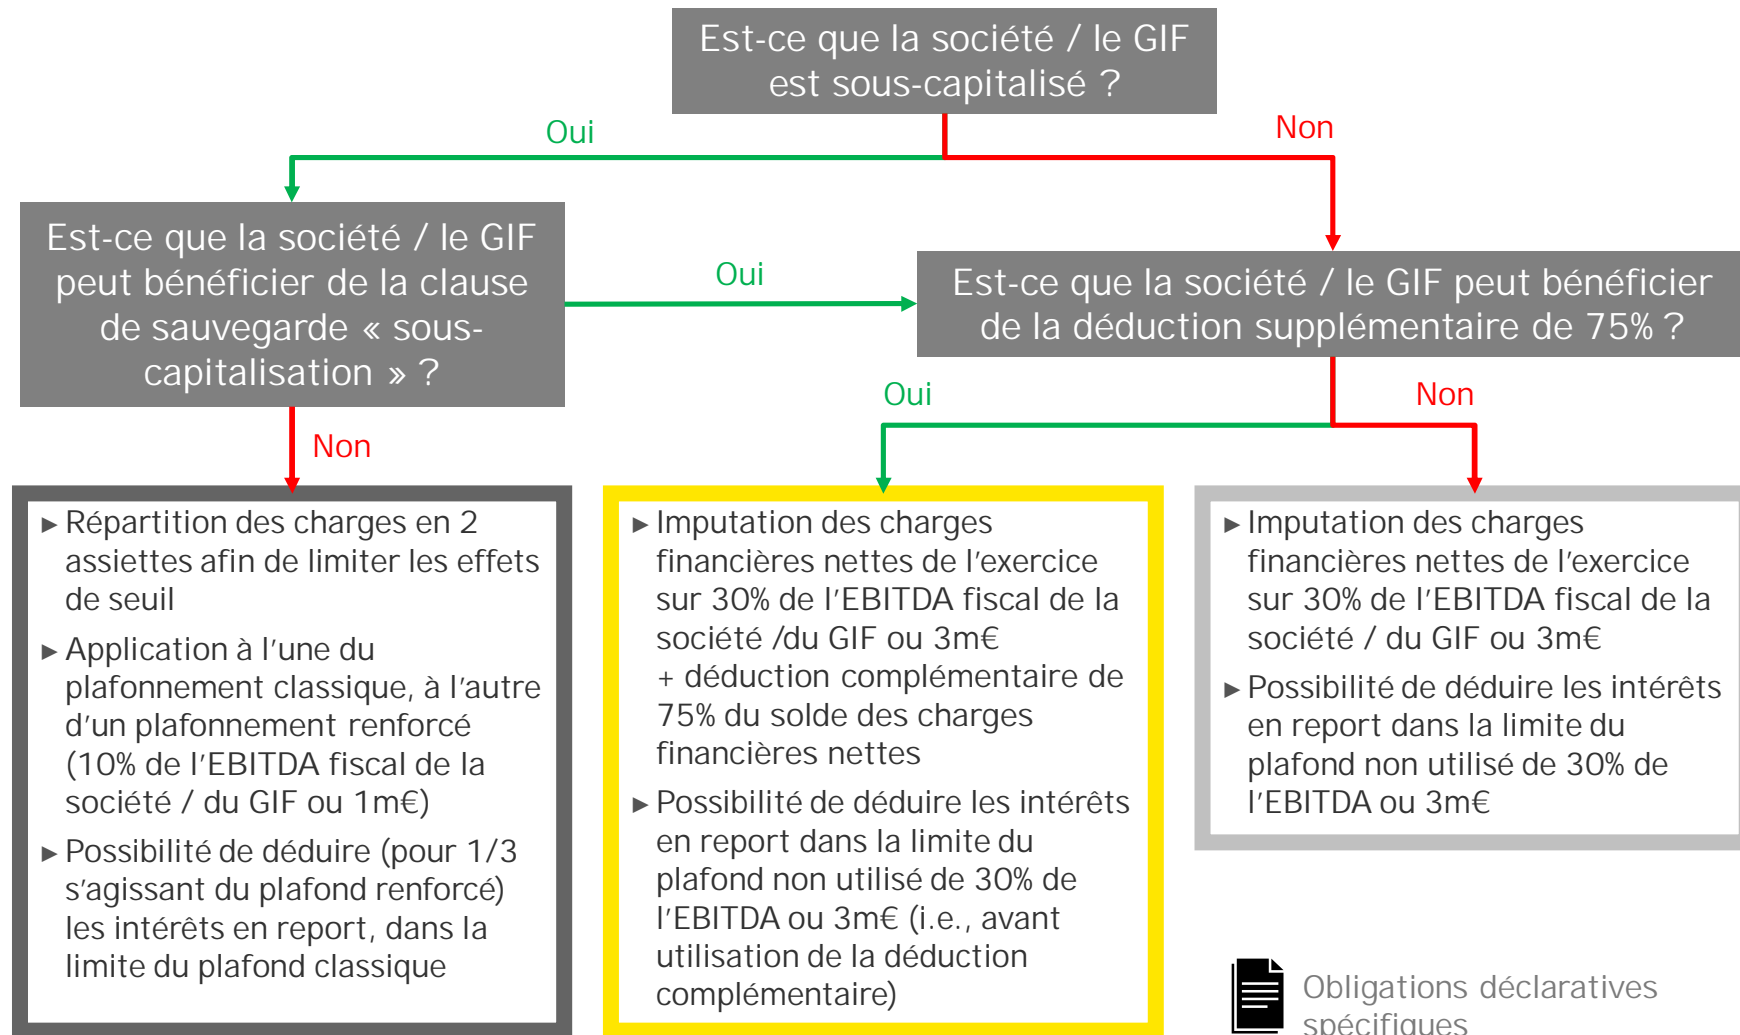 Est-ce que la société / le GIF
est sous-capitalisé ?
Oui
Non
Est-ce que la société / le GIF
peut bénéficier de la clause
de sauvegarde « sous-
capitalisation » ?
Oui
Est-ce que la société / le GIF peut bénéficier
de la déduction supplémentaire de 75% ?
Non
Oui
Non
► Répartition des charges en 2
assiettes afin de limiter les effets
de seuil
► Application à l'une du
plafonnement classique, à l'autre
d'un plafonnement renforcé
(10% de l'EBITDA fiscal de la
société / du GIF ou 1m€)
► Possibilité de déduire (pour 1/3
s'agissant du plafond renforcé)
les intérêts en report, dans la
limite du plafond classique
► Imputation des charges
financières nettes de l'exercice
sur 30% de l'EBITDA fiscal de la
société /du GIF ou 3m€
+ déduction complémentaire de
75% du solde des charges
financières nettes
► Possibilité de déduire les intérêts
en report dans la limite du
plafond non utilisé de 30% de
l'EBITDA ou 3m€ (i.e., avant
utilisation de la déduction
complémentaire)
► Imputation des charges
financières nettes de l'exercice
sur 30% de l'EBITDA fiscal de la
société / du GIF ou 3m€
► Possibilité de déduire les intérêts
en report dans la limite du
plafond non utilisé de 30% de
l'EBITDA ou 3m€
Obligations déclaratives
spécifiques